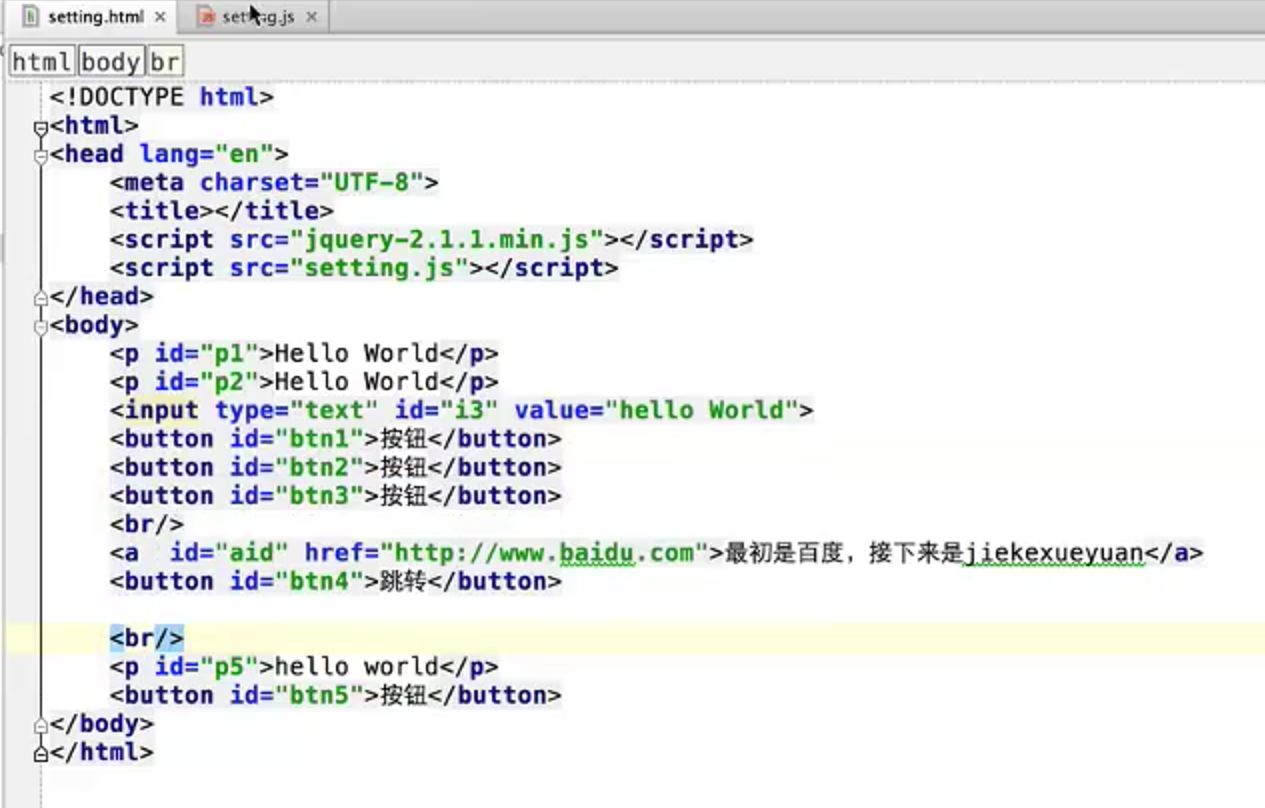 setting.html
setting.js
html body br
<!DOCTYPE html>
<html>
<head lang="en">
    <meta charset="UTF-8">
    <title></title>
    <script src="jquery-2.1.1.min.js"></script>
    <script src="setting.js"></script>
</head>
<body>
    <p id="p1">Hello World</p>
    <p id="p2">Hello World</p>
    <input type="text" id="i3" value="hello World">
    <button id="btn1">按钮</button>
    <button id="btn2">按钮</button>
    <button id="btn3">按钮</button>
    <br/>
    <a  id="aid" href="http://www.baidu.com">最初是百度，接下来是jiekexueyuan</a>
    <button id="btn4">跳转</button>
    <br/>
    <p id="p5">hello world</p>
    <button id="btn5">按钮</button>
</body>
</html>